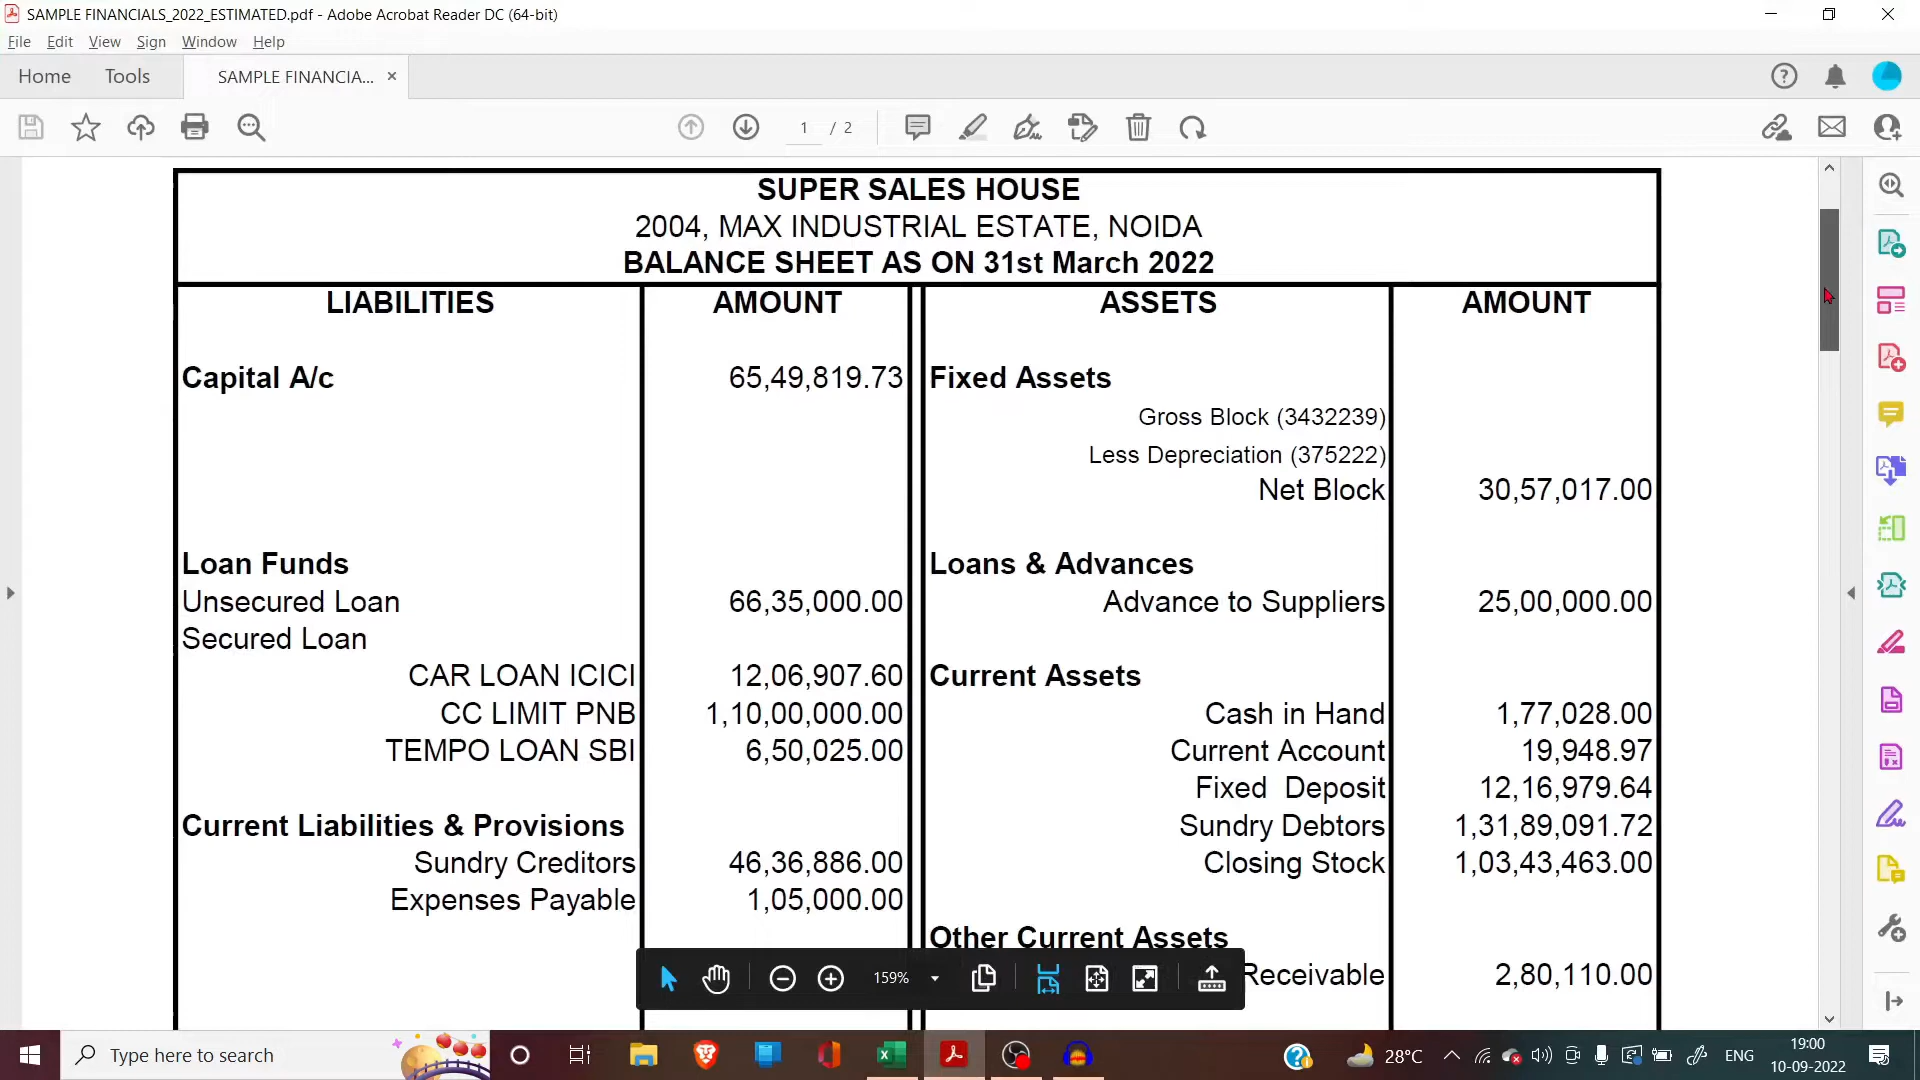 SAMPLE FINANCIALS_2022_ESTIMATED.pdf - Adobe Acrobat Reader DC (64-bit)
File Edit View Sign Window Help
Home Tools SAMPLE FINANCIA... ×
1 / 2
SUPER SALES HOUSE
2004, MAX INDUSTRIAL ESTATE, NOIDA
BALANCE SHEET AS ON 31st March 2022
LIABILITIES AMOUNT ASSETS AMOUNT
Capital A/c 65,49,819.73 Fixed Assets
Gross Block (3432239)
Less Depreciation (375222)
Net Block 30,57,017.00
Loan Funds Loans & Advances
Unsecured Loan 66,35,000.00 Advance to Suppliers 25,00,000.00
Secured Loan
CAR LOAN ICICI 12,06,907.60 Current Assets
CC LIMIT PNB 1,10,00,000.00 Cash in Hand 1,77,028.00
TEMPO LOAN SBI 6,50,025.00 Current Account 19,948.97
Fixed Deposit 12,16,979.64
Current Liabilities & Provisions Sundry Debtors 1,31,89,091.72
Sundry Creditors 46,36,886.00 Closing Stock 1,03,43,463.00
Expenses Payable 1,05,000.00
Other Current Assets
159% Receivable 2,80,110.00
Type here to search 28°C ENG 19:00
10-09-2022